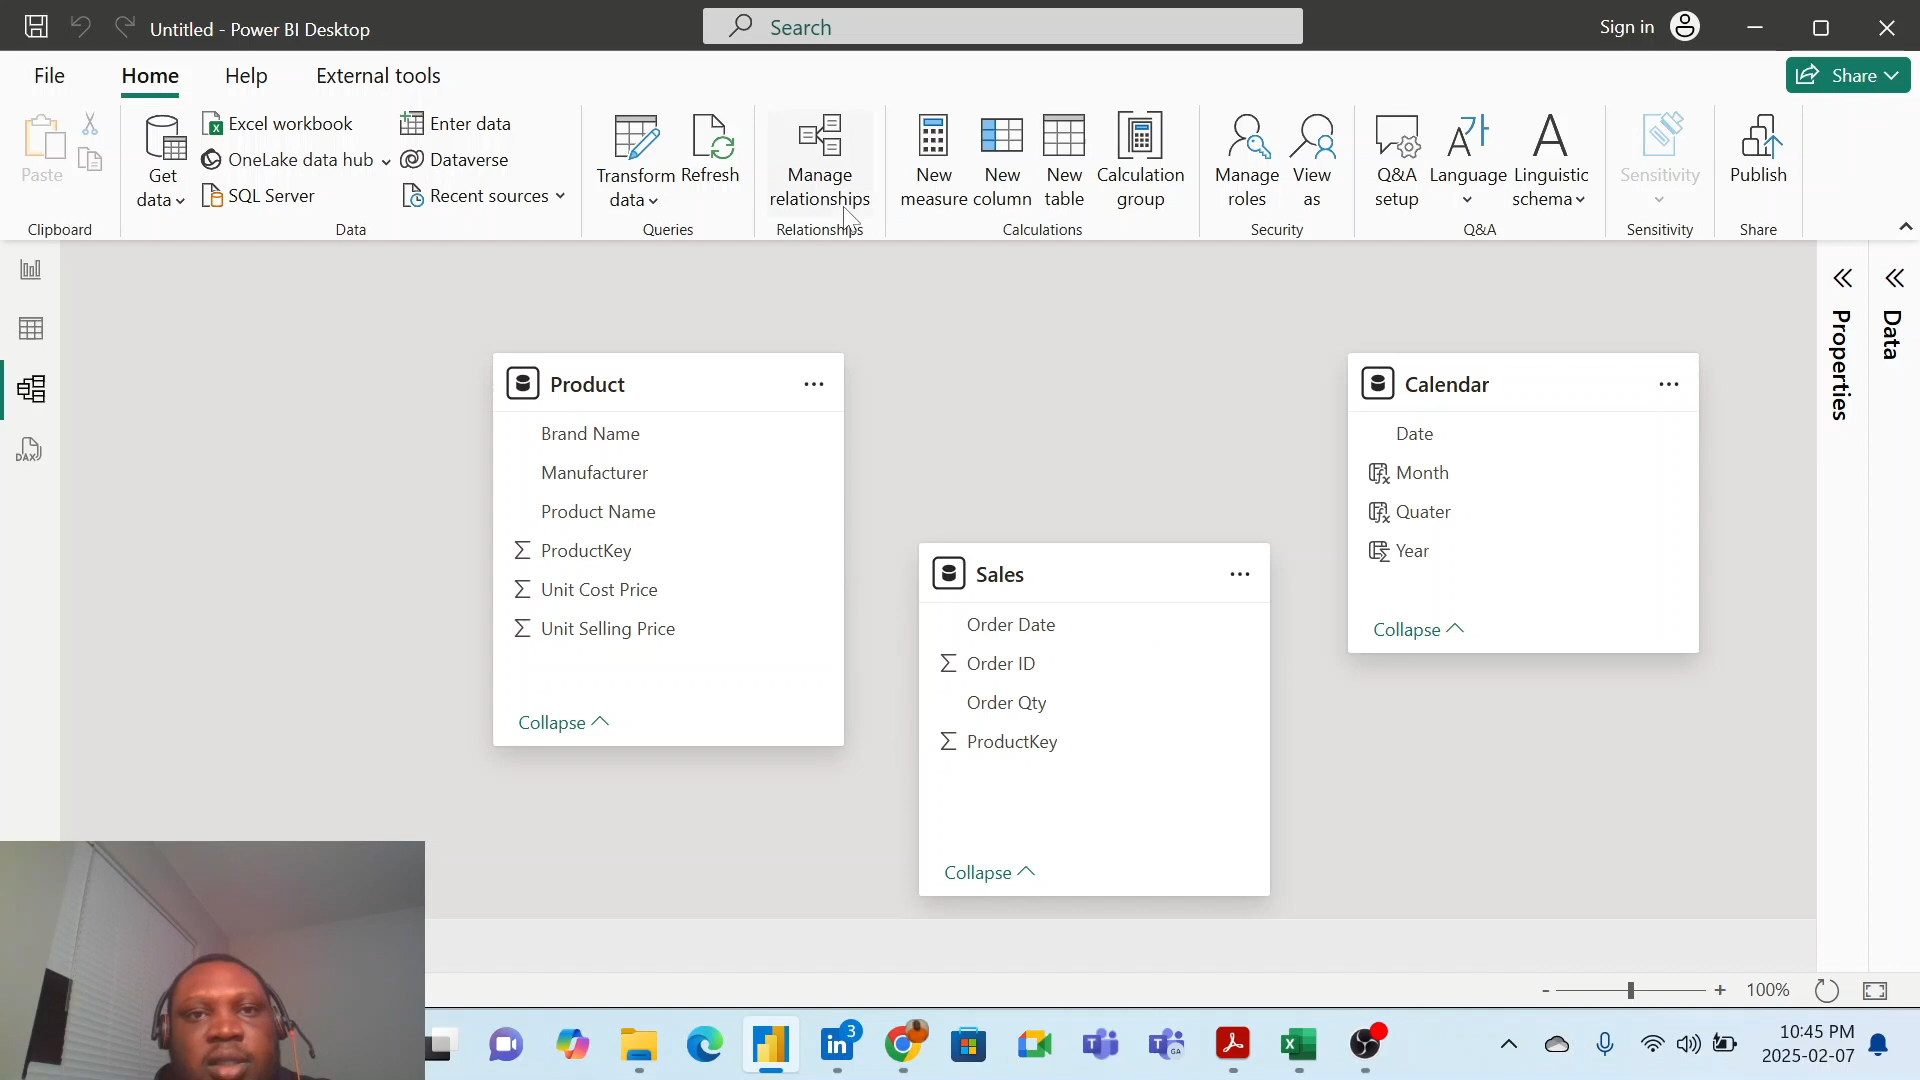 Untitled - Power BI Desktop
Search
Sign in
File
Home
Help
External tools
Share
Paste
Clipboard
Get data
Excel workbook
OneLake data hub
SQL Server
Enter data
Dataverse
Recent sources
Data
Transform data
Refresh
Queries
Manage relationships
Relationships
New measure
New column
New table
Calculation group
Calculations
Manage roles
View as
Security
Q&A setup
Language
Linguistic schema
Q&A
Sensitivity
Sensitivity
Publish
Share
DAX
Product
Brand Name
Manufacturer
Product Name
Σ ProductKey
Σ Unit Cost Price
Σ Unit Selling Price
Collapse
Sales
Order Date
Σ Order ID
Order Qty
Σ ProductKey
Collapse
Calendar
Date
Month
Quater
Year
Collapse
Properties
Data
- + 100%
3
10:45 PM
2025-02-07